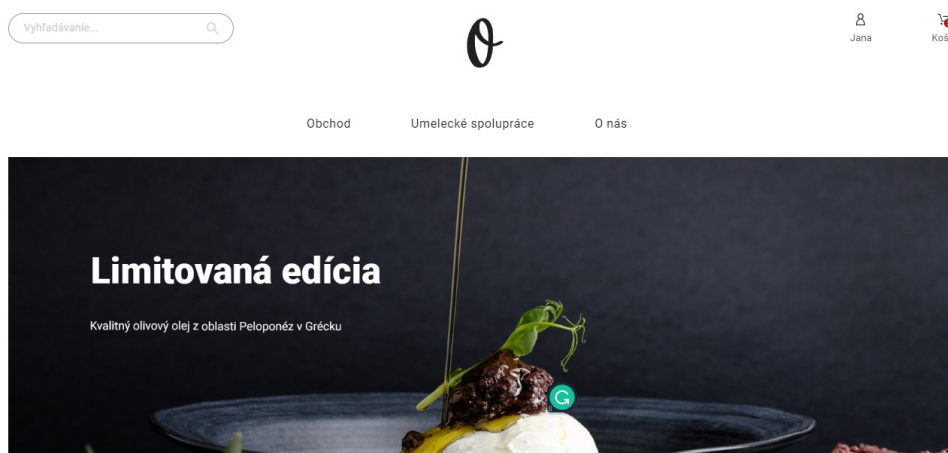 Vyhľadávanie...
Jana
Obchod
Umelecké spolupráce
O nás
Limitovaná edícia
Kvalitný olivový olej z oblasti Peloponéz v Grécku